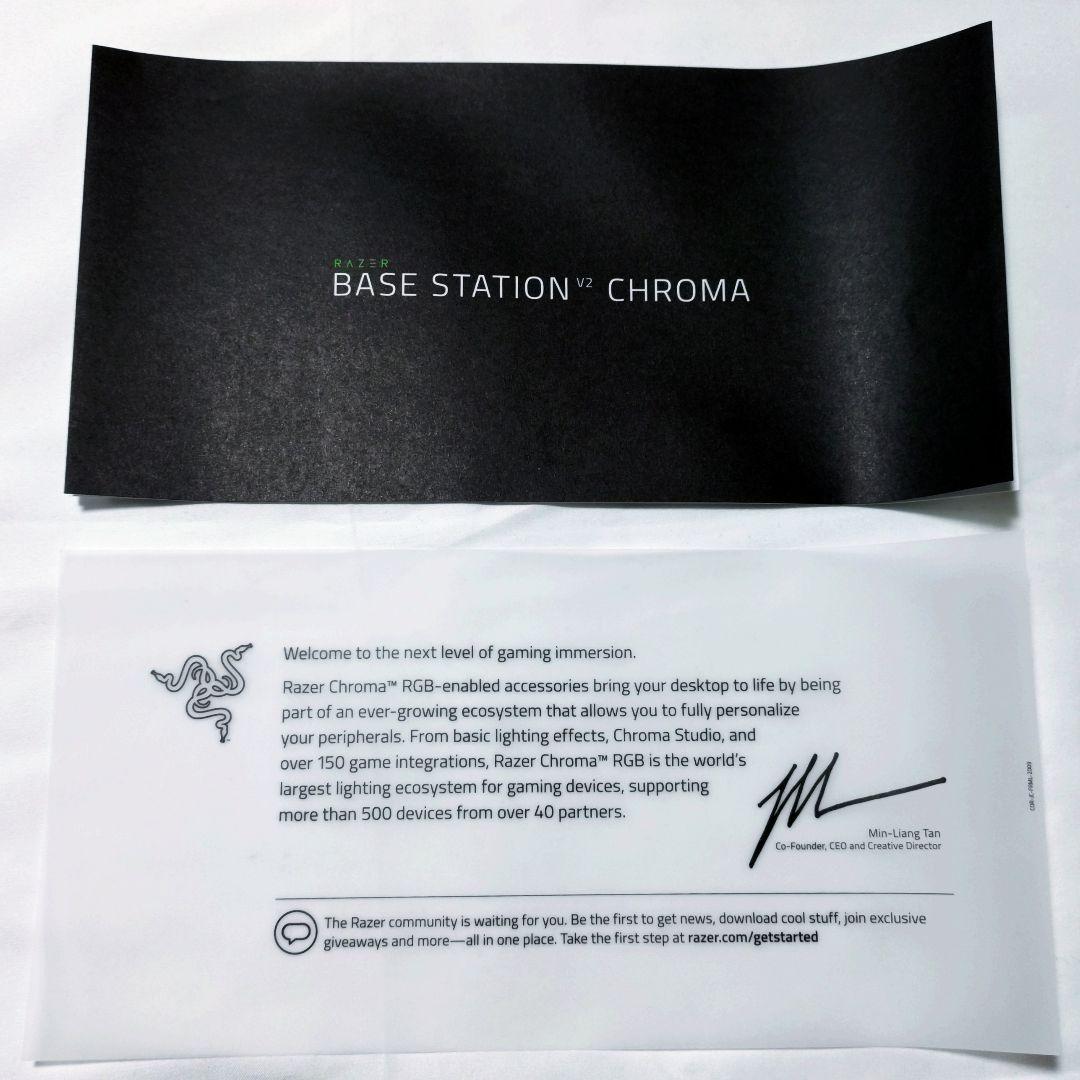 RAZER
BASE STATION V2 CHROMA
Welcome to the next level of gaming immersion.
Razer Chroma™ RGB-enabled accessories bring your desktop to life by being
part of an ever-growing ecosystem that allows you to fully personalize
your peripherals. From basic lighting effects, Chroma Studio, and
over 150 game integrations, Razer Chroma™ RGB is the world's
largest lighting ecosystem for gaming devices, supporting
more than 500 devices from over 40 partners.
Min-Liang Tan
Co-Founder, CEO and Creative Director
The Razer community is waiting for you. Be the first to get news, download cool stuff, join exclusive
giveaways and more—all in one place. Take the first step at razer.com/getstarted